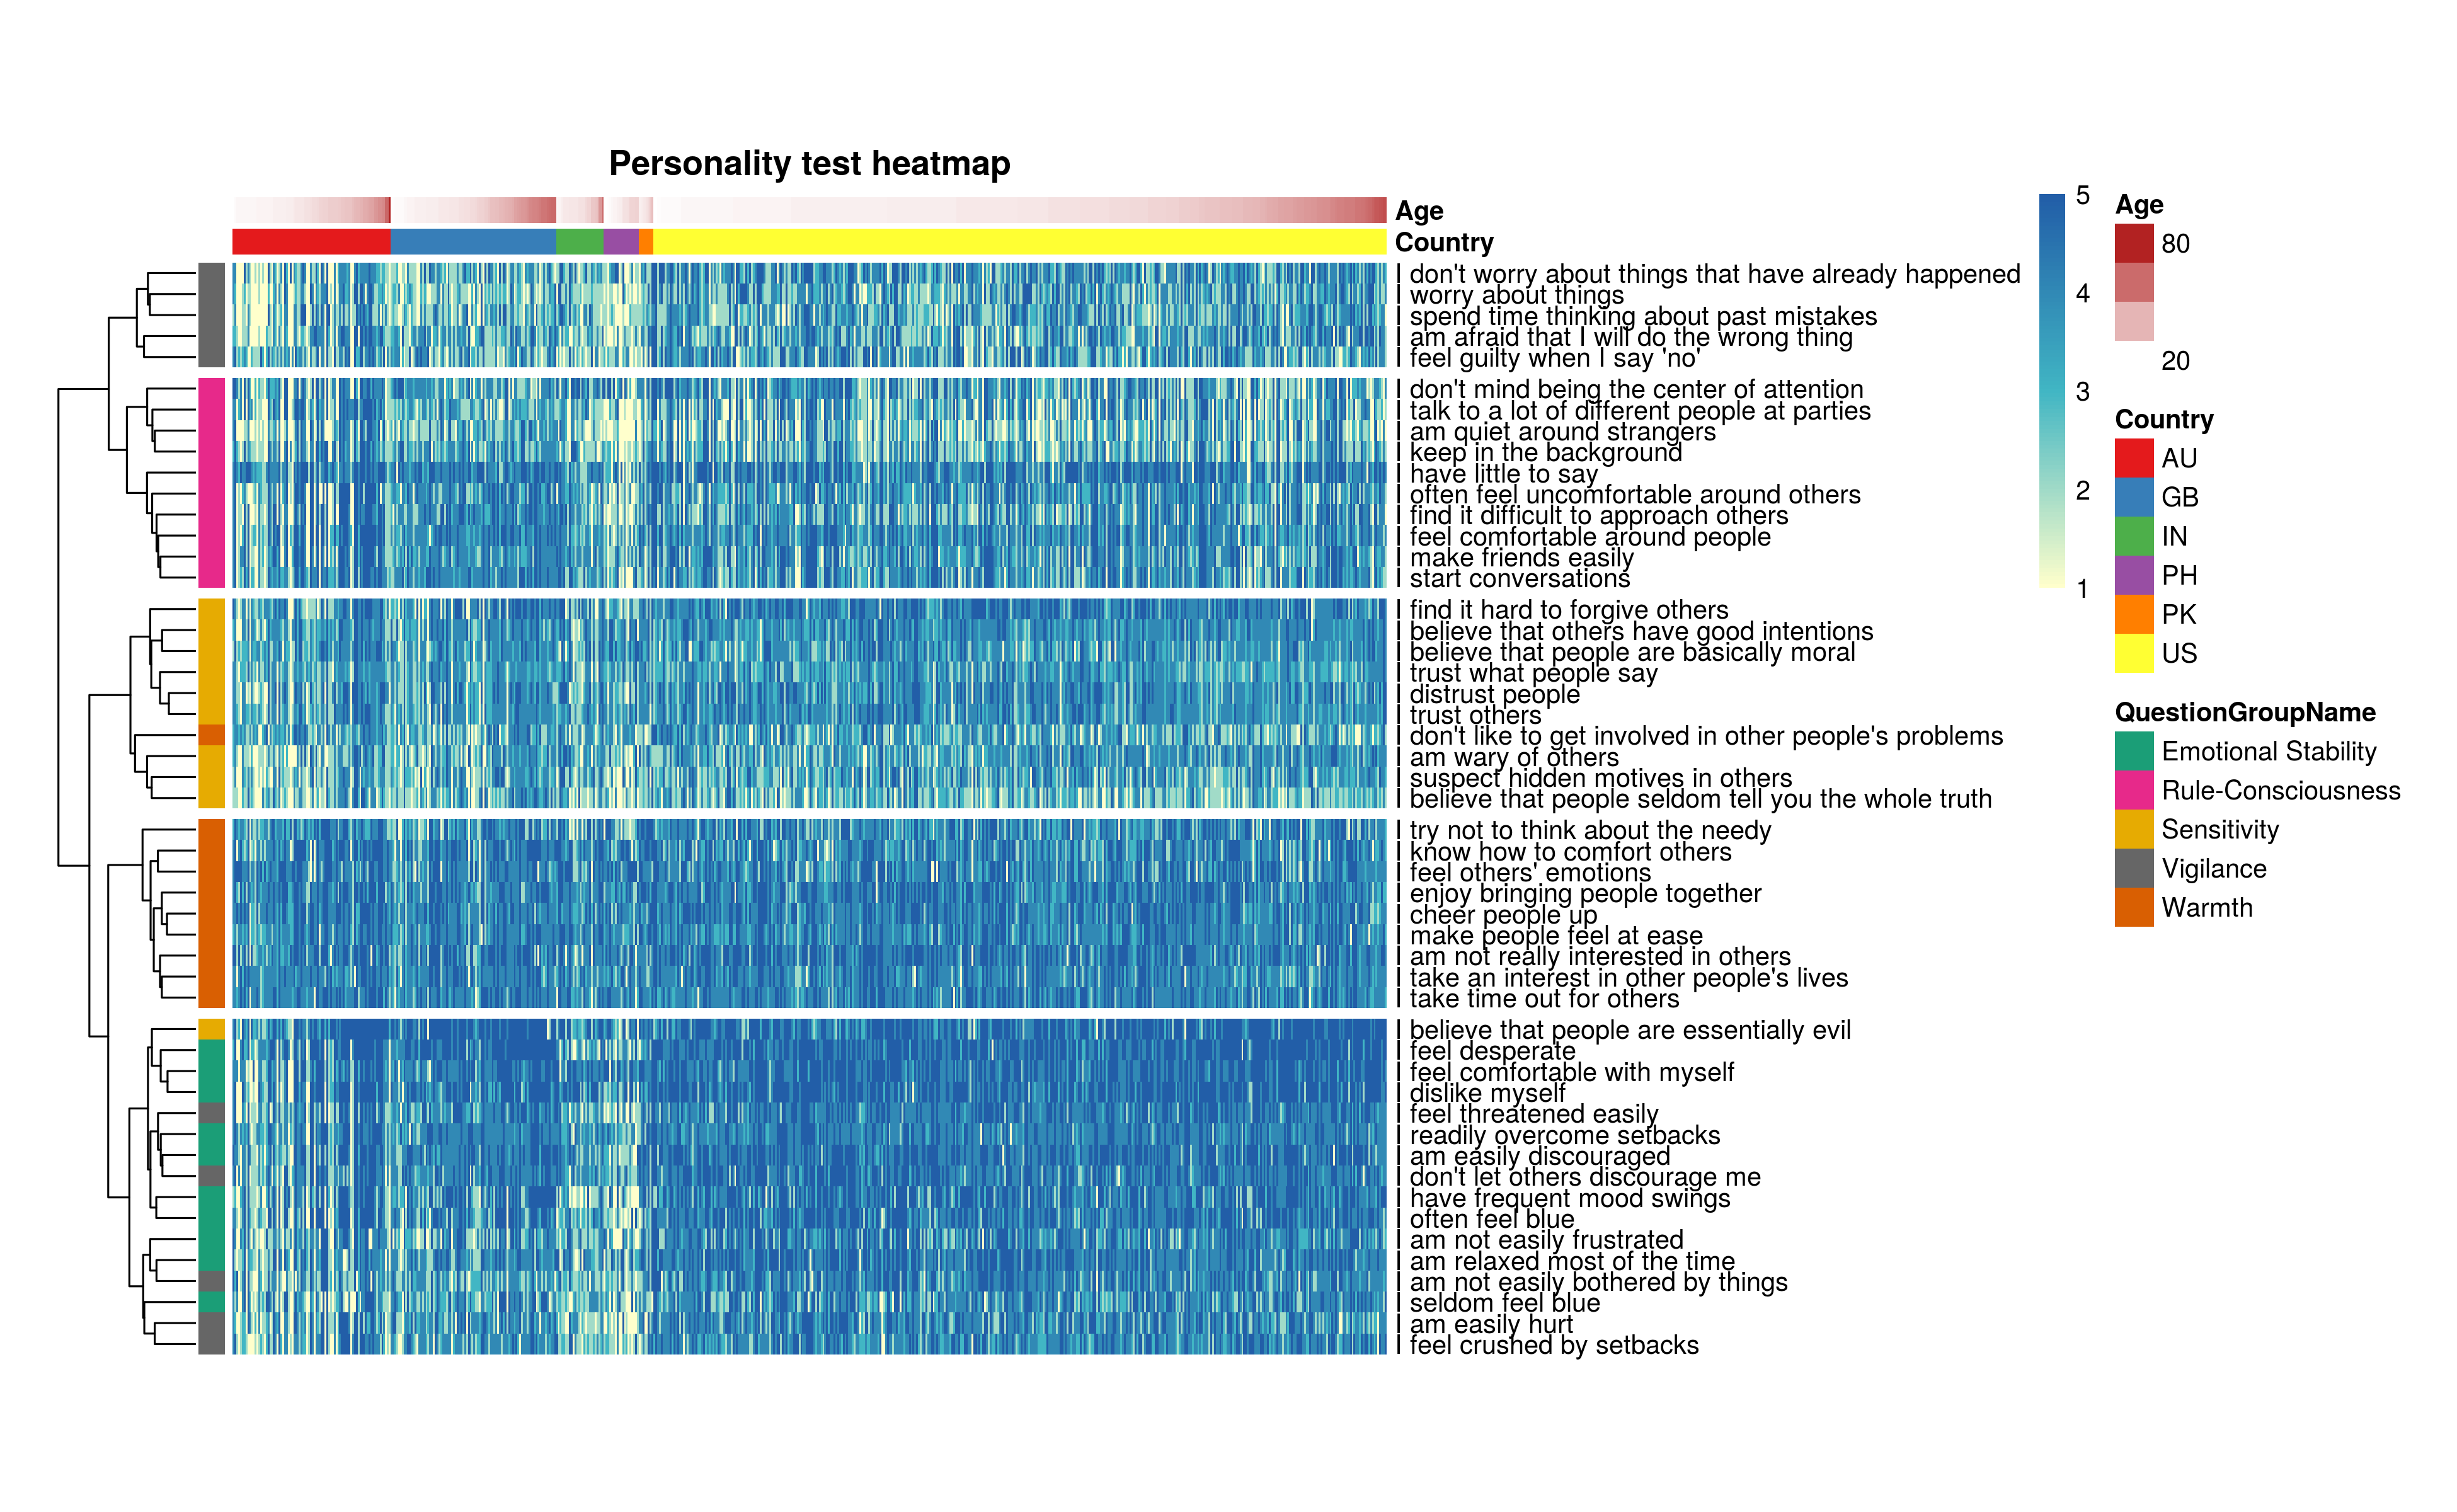 Personality test heatmap
Age
Country
I don't worry about things that have already happened
I worry about things
I spend time thinking about past mistakes
I am afraid that I will do the wrong thing
I feel guilty when I say 'no'
I don't mind being the center of attention
I talk to a lot of different people at parties
I am quiet around strangers
I keep in the background
I have little to say
I often feel uncomfortable around others
I find it difficult to approach others
I feel comfortable around people
I make friends easily
I start conversations
I find it hard to forgive others
I believe that others have good intentions
I believe that people are basically moral
I trust what people say
I distrust people
I trust others
I don't like to get involved in other people's problems
I am wary of others
I suspect hidden motives in others
I believe that people seldom tell you the whole truth
I try not to think about the needy
I know how to comfort others
I feel others' emotions
I enjoy bringing people together
I cheer people up
I make people feel at ease
I am not really interested in others
I take an interest in other people's lives
I take time out for others
I believe that people are essentially evil
I feel desperate
I feel comfortable with myself
I dislike myself
I feel threatened easily
I readily overcome setbacks
I am easily discouraged
I don't let others discourage me
I have frequent mood swings
I often feel blue
I am not easily frustrated
I am relaxed most of the time
I am not easily bothered by things
I seldom feel blue
I am easily hurt
I feel crushed by setbacks
5
4
3
2
1
Age
80
20
Country
AU
GB
IN
PH
PK
US
QuestionGroupName
Emotional Stability
Rule-Consciousness
Sensitivity
Vigilance
Warmth